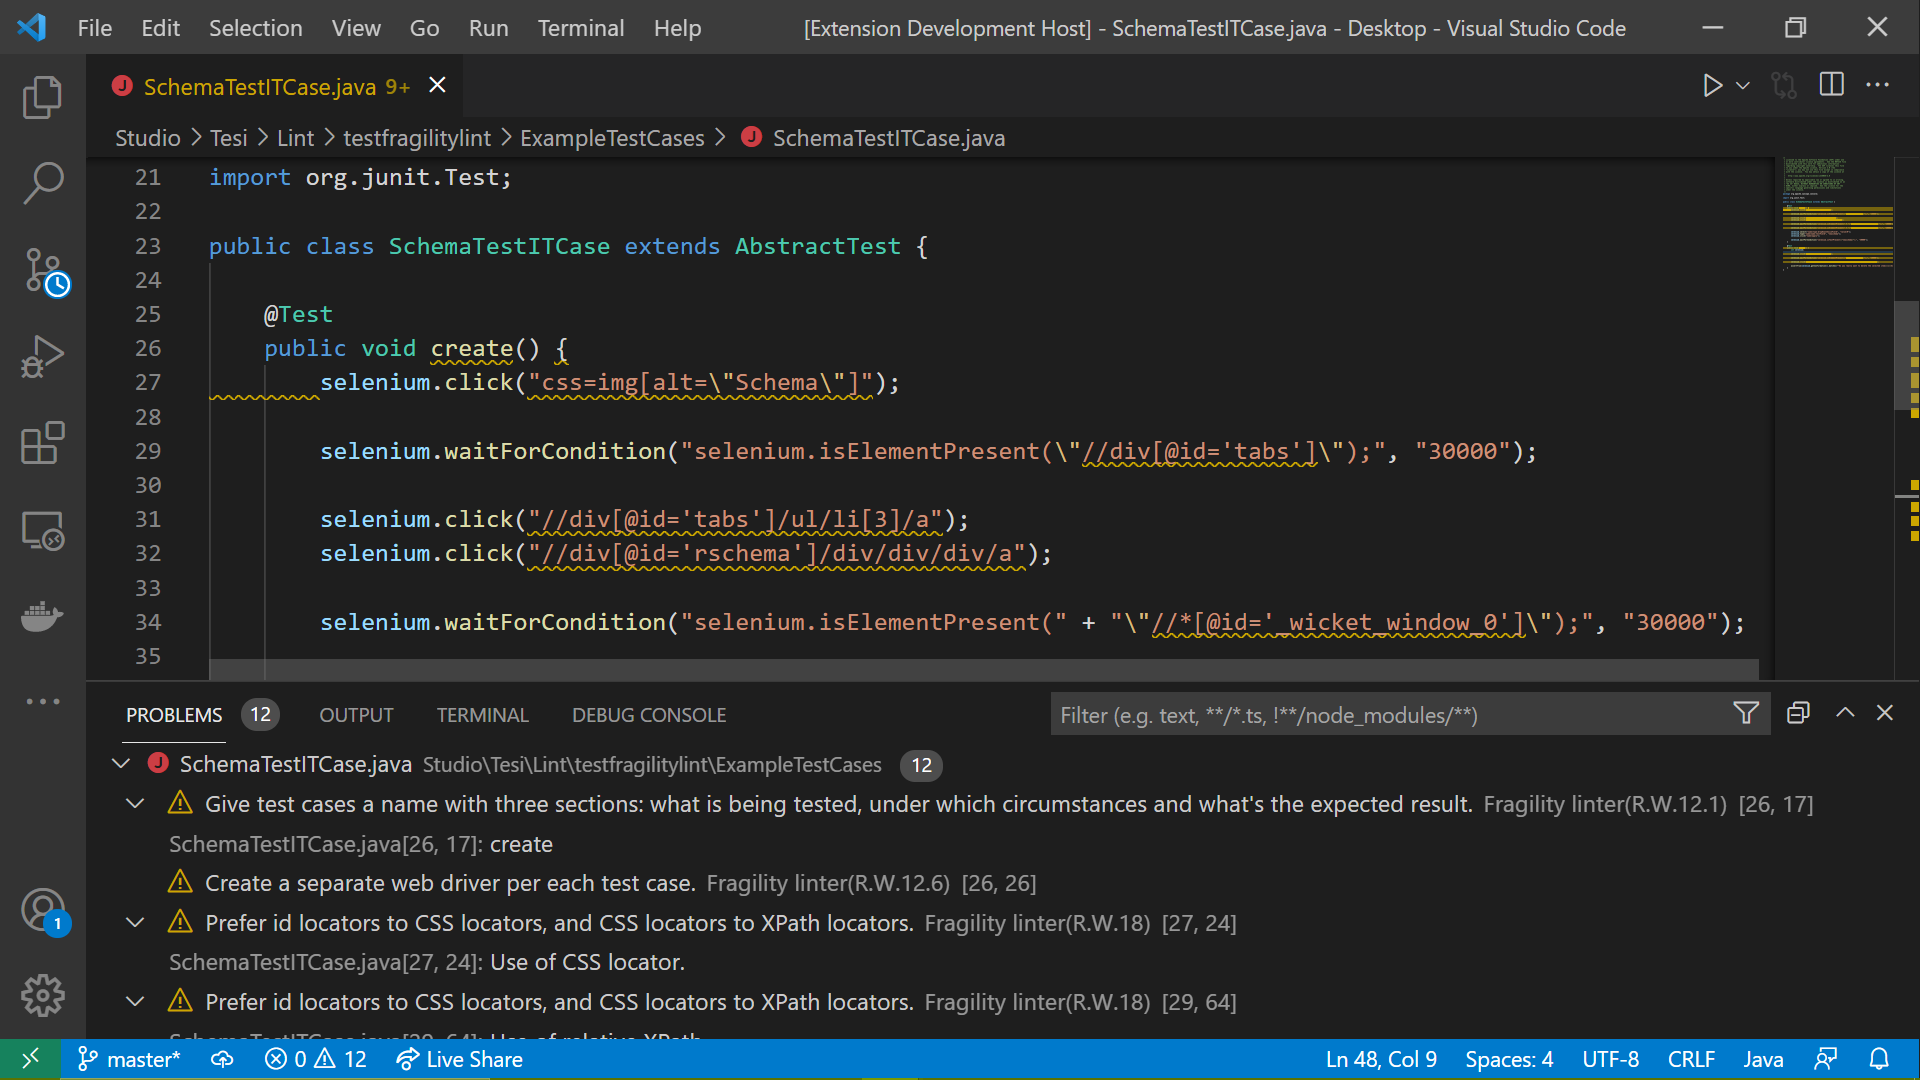 File Edit Selection View Go Run Terminal Help [Extension Development Host] - SchemaTestITCase.java - Desktop - Visual Studio Code
SchemaTestITCase.java 9+
Studio > Tesi > Lint > testfragilitylint > ExampleTestCases > SchemaTestITCase.java
21 import org.junit.Test;
22
23 public class SchemaTestITCase extends AbstractTest {
24
25 @Test
26 public void create() {
27 selenium.click("css=img[alt=\"Schema\"]");
28
29 selenium.waitForCondition("selenium.isElementPresent(\"//div[@id='tabs']\");", "30000");
30
31 selenium.click("//div[@id='tabs']/ul/li[3]/a");
32 selenium.click("//div[@id='rschema']/div/div/div/a");
33
34 selenium.waitForCondition("selenium.isElementPresent(" + "\"//*[@id='_wicket_window_0']\");", "30000");
35
PROBLEMS 12 OUTPUT TERMINAL DEBUG CONSOLE Filter (e.g. text, **/*.ts, !**/node_modules/**)
SchemaTestITCase.java Studio\Tesi\Lint\testfragilitylint\ExampleTestCases 12
Give test cases a name with three sections: what is being tested, under which circumstances and what's the expected result. Fragility linter(R.W.12.1) [26, 17]
SchemaTestITCase.java[26, 17]: create
Create a separate web driver per each test case. Fragility linter(R.W.12.6) [26, 26]
Prefer id locators to CSS locators, and CSS locators to XPath locators. Fragility linter(R.W.18) [27, 24]
SchemaTestITCase.java[27, 24]: Use of CSS locator.
Prefer id locators to CSS locators, and CSS locators to XPath locators. Fragility linter(R.W.18) [29, 64]
SchemaTestITCase.java[29, 64]: Use of relative XPath
1
master* 0 12 Live Share Ln 48, Col 9 Spaces: 4 UTF-8 CRLF Java